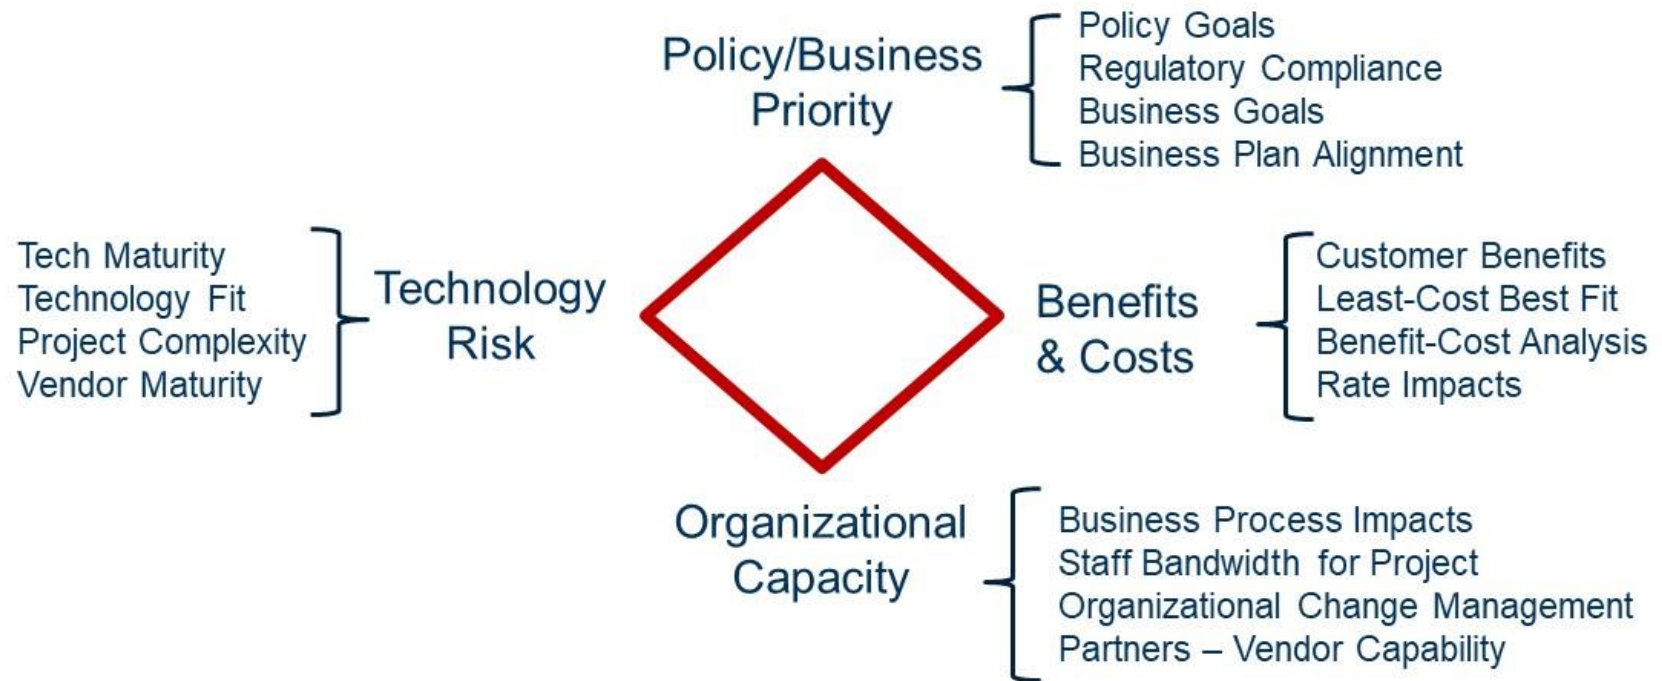 Policy/Business
Priority
Policy Goals
Regulatory Compliance
Business Goals
Business Plan Alignment
Tech Maturity
Technology Fit
Project Complexity
Vendor Maturity
Technology
Risk
Benefits
& Costs
Customer Benefits
Least-Cost Best Fit
Benefit-Cost Analysis
Rate Impacts
Organizational
Capacity
Business Process Impacts
Staff Bandwidth for Project
Organizational Change Management
Partners – Vendor Capability